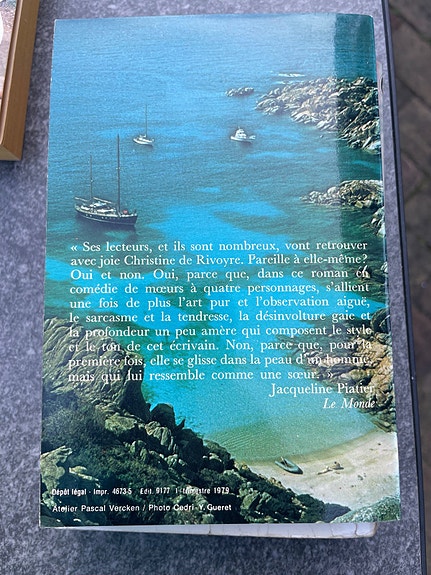 « Ses lecteurs, et ils sont nombreux, vont retrouver
avec joie Christine de Rivoyre. Pareille à elle-même?
Oui et non. Oui, parce que, dans ce roman en
comédie de mœurs à quatre personnages, s'allient
une fois de plus l'art pur et l'observation aiguë,
le sarcasme et la tendresse, la désinvolture gaie et
la profondeur un peu amère qui composent le style
et le ton de cet écrivain. Non, parce que, pour la
première fois, elle se glisse dans la peau d'un homme,
mais qui lui ressemble comme une sœur. »
Jacqueline Piatier
Le Monde
Dépôt légal - Impr. 4673-5 Edit. 9177 1 trimestre 1979
Atelier Pascal Vercken / Photo Cedri - Y. Gueret